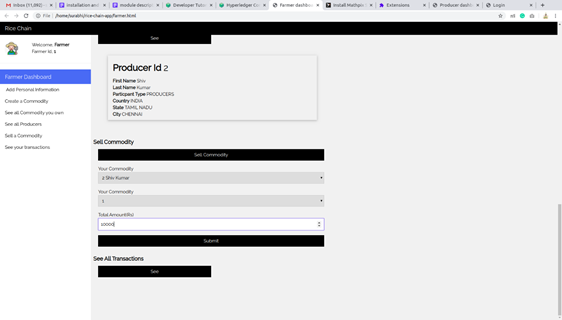 Inbox (11,092)
Installation and
module descript
Developer Tutor
Hyperledger Co
Farmer dashboar
Install Mathpix
Extensions
Producer dashbo
Login
File | /home/surabhi/rice-chain-app/farmer.html
Rice Chain
Welcome: Farmer
Farmer Id: 1
Farmer Dashboard
Add Personal Information
Create a Commodity
See all Commodity you own
See all Producers
Sell a Commodity
See your transactions
See
Producer Id 2
First Name Shiv
Last Name Kumar
Participant Type PRODUCERS
Country INDIA
State TAMIL NADU
City CHENNAI
Sell Commodity
Sell Commodity
Your Commodity
2 Shiv Kumar
Your Commodity
1
Total Amount(Rs)
10000
Submit
See All Transactions
See